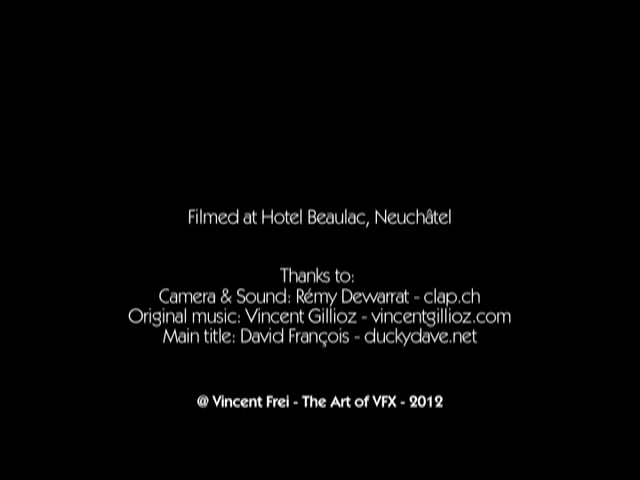 Filmed at Hotel Beaulac, Neuchâtel
Thanks to:
Camera & Sound: Rémy Dewarrat - clap.ch
Original music: Vincent Gillioz - vincentgillioz.com
Main title: David François - duckydave.net
@ Vincent Frei - The Art of VFX - 2012